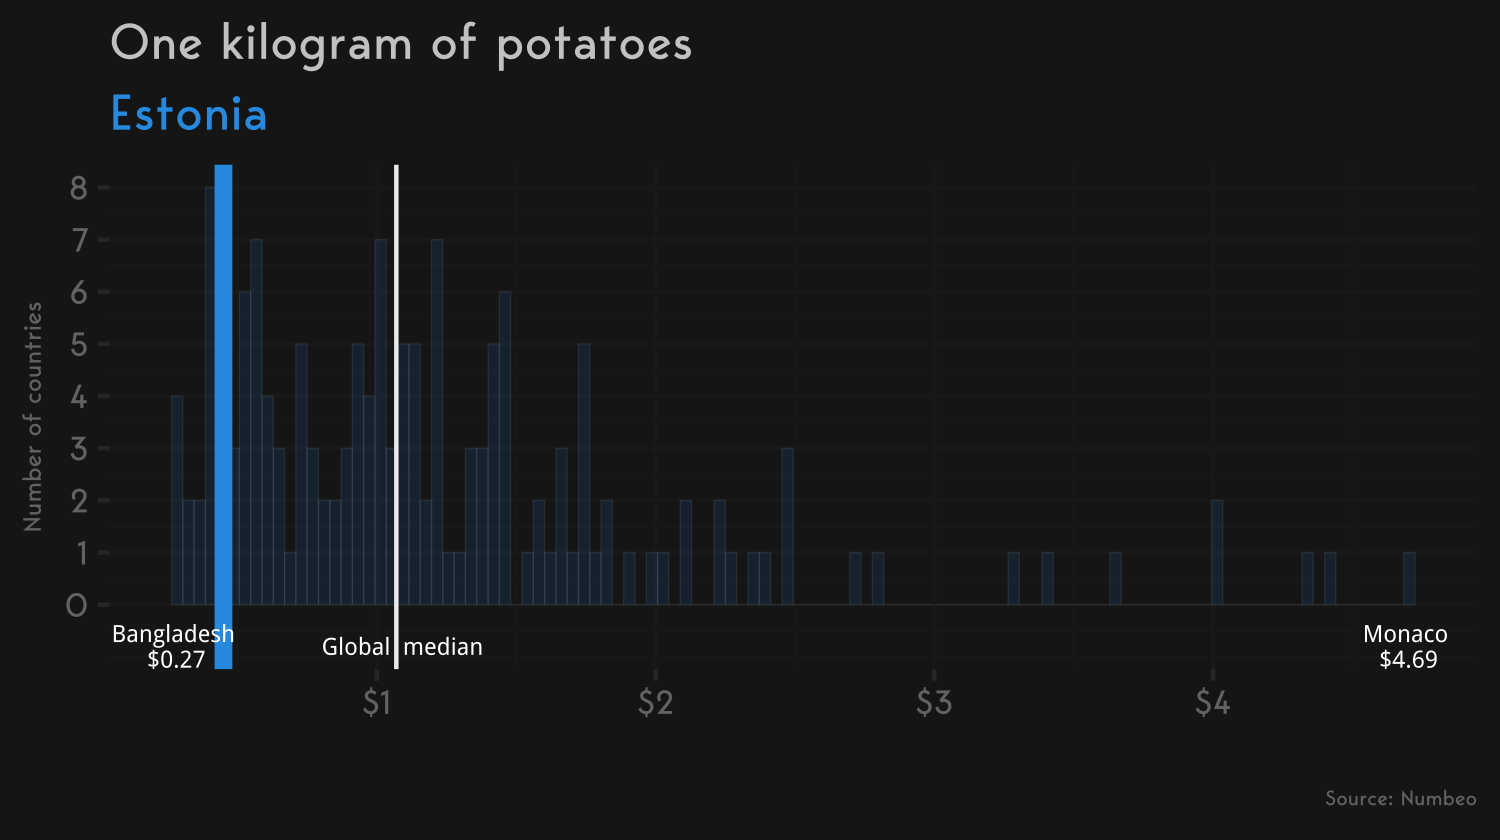 One kilogram of potatoes
Estonia
Number of countries
8
7
6
5
4
3
2
1
0
Bangladesh
$0.27
Global median
Monaco
$4.69
$1 $2 $3 $4
Source: Numbeo